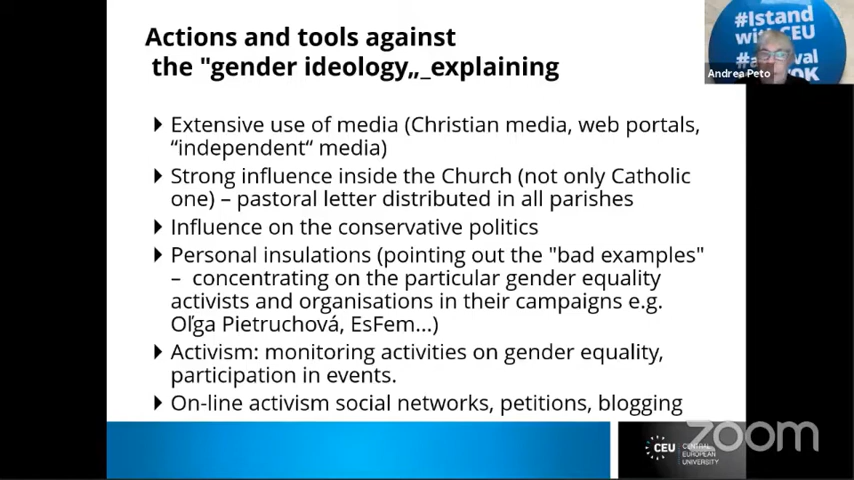 Actions and tools against
the "gender ideology„_explaining
Extensive use of media (Christian media, web portals,
“independent“ media)
Strong influence inside the Church (not only Catholic
one) – pastoral letter distributed in all parishes
Influence on the conservative politics
Personal insulations (pointing out the "bad examples"
– concentrating on the particular gender equality
activists and organisations in their campaigns e.g.
Oľga Pietruchová, EsFem...)
Activism: monitoring activities on gender equality,
participation in events.
On-line activism social networks, petitions, blogging
#Istand
with CEU
Andrea Peto
CEU
CENTRAL
EUROPEAN
UNIVERSITY
zoom